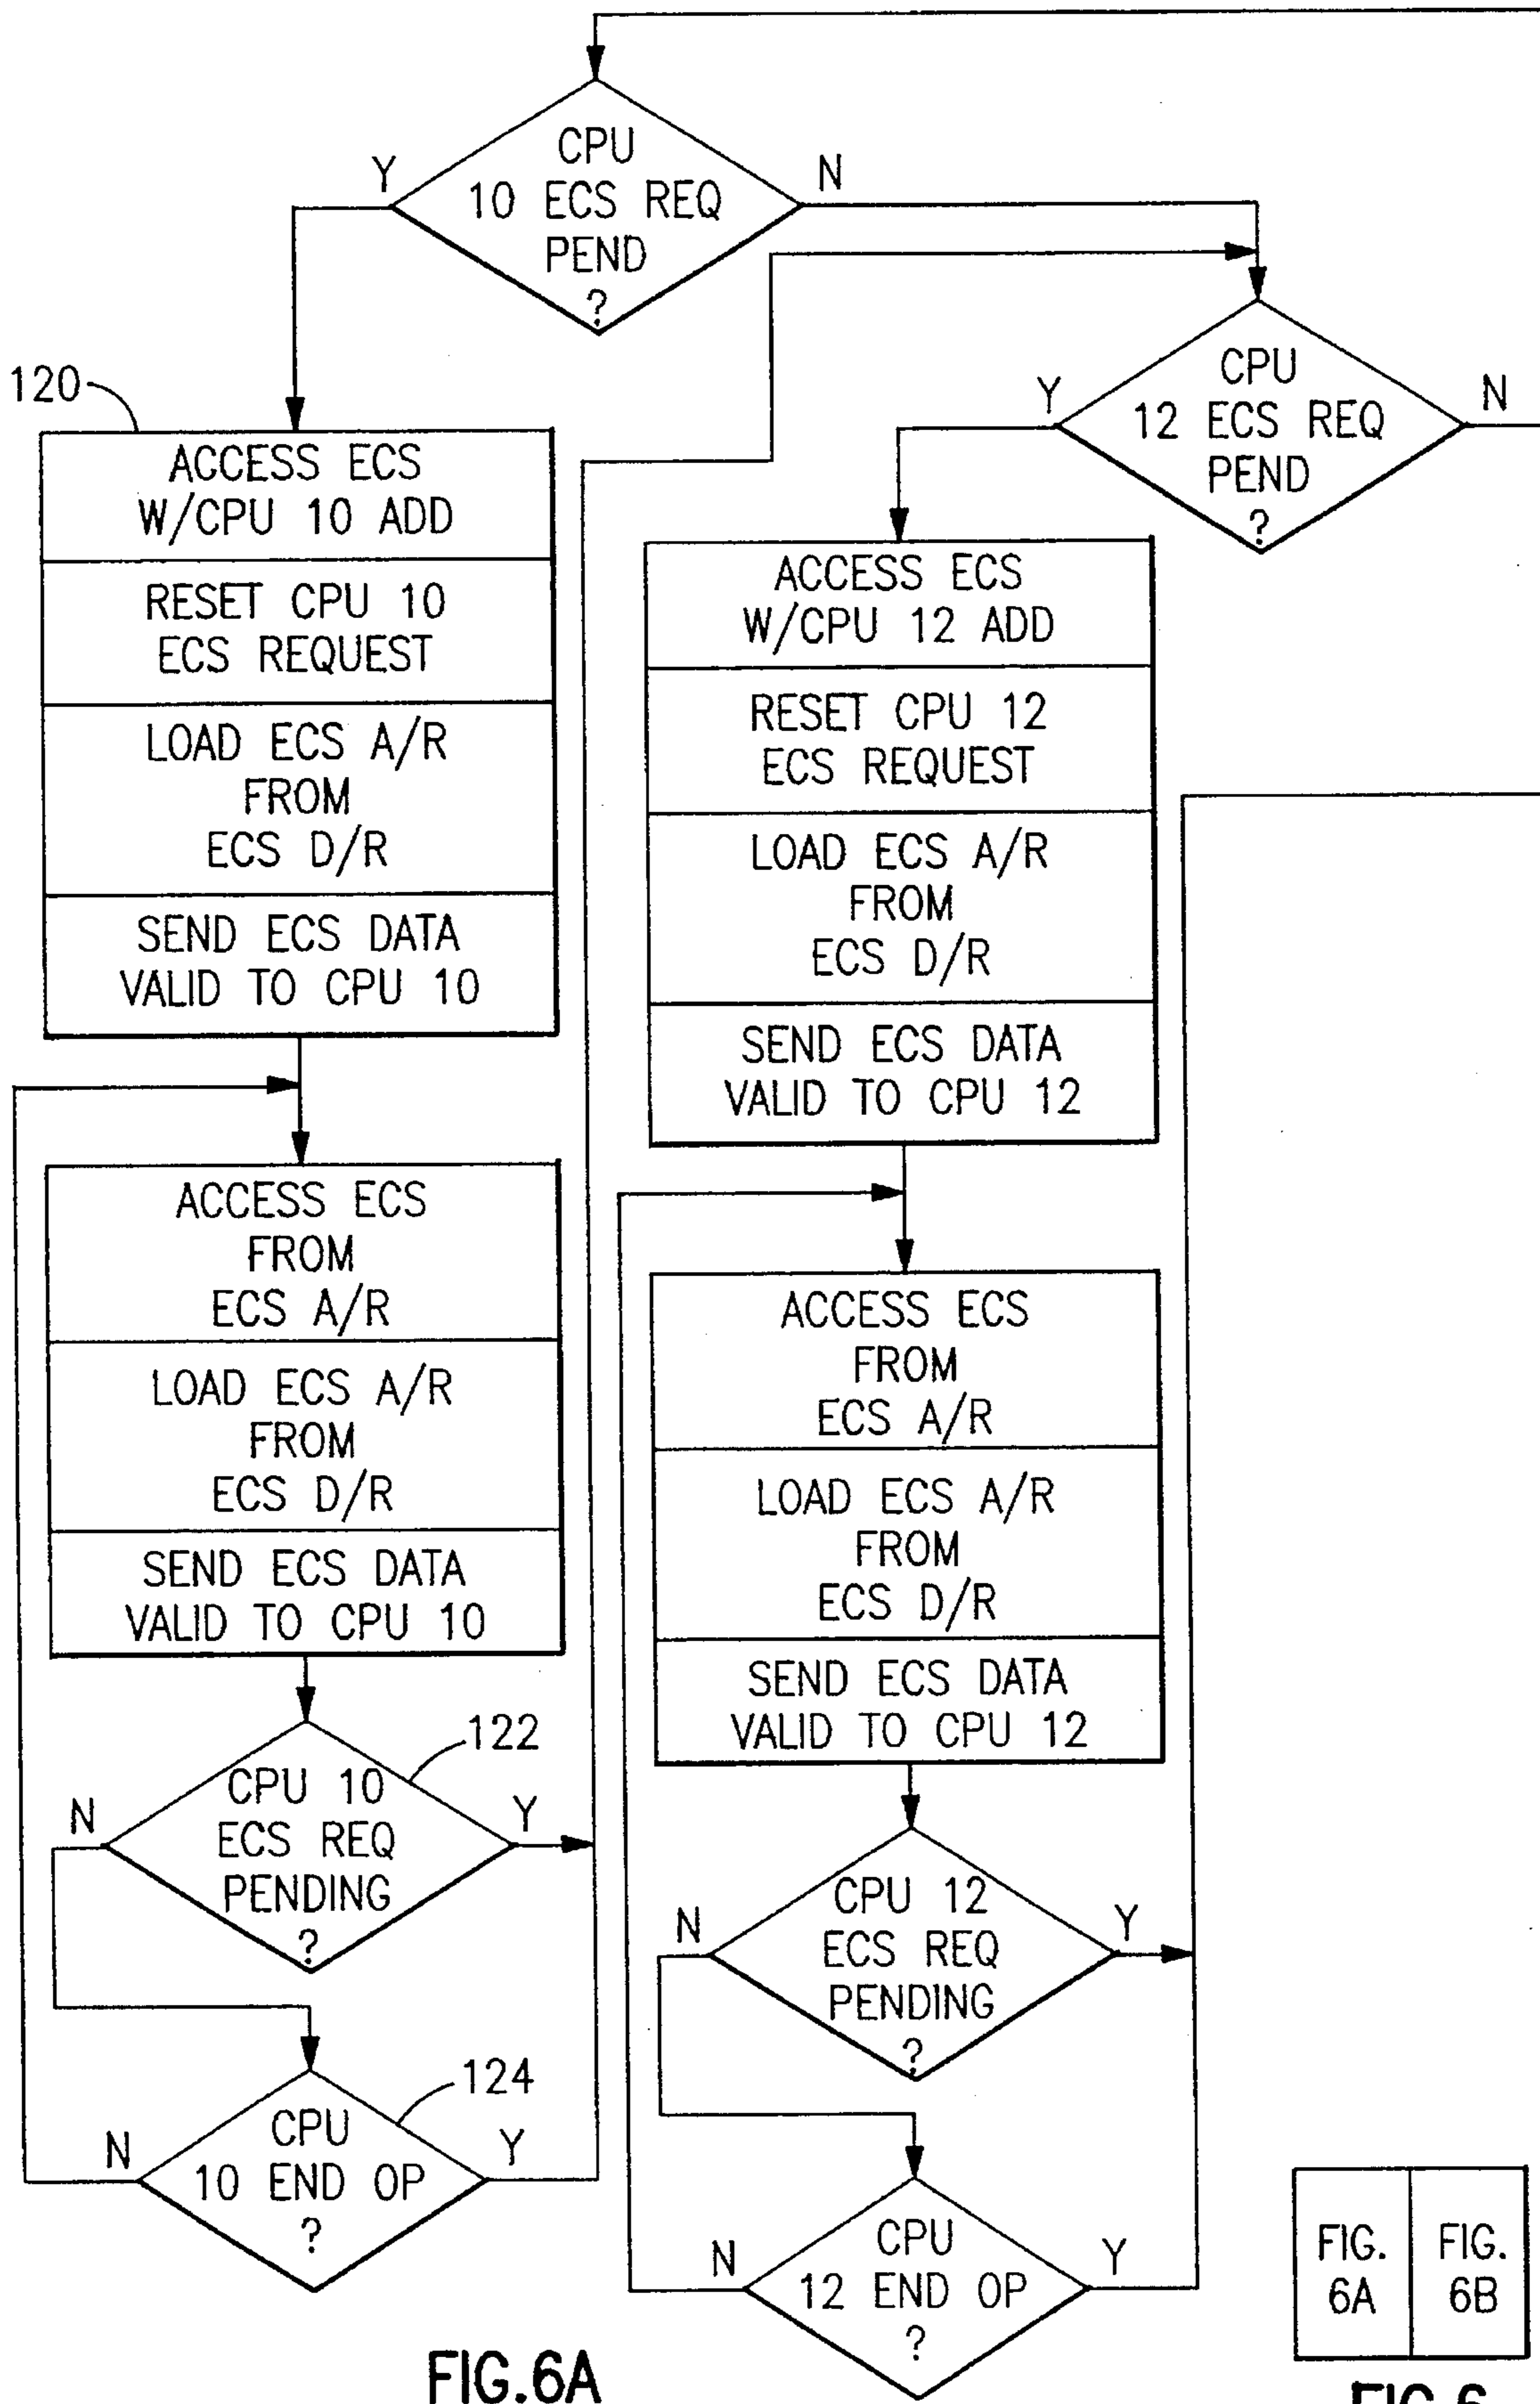 CPU
10 ECS REQ
PEND
?
Y
N
120
ACCESS ECS
W/CPU 10 ADD
RESET CPU 10
ECS REQUEST
LOAD ECS A/R
FROM
ECS D/R
SEND ECS DATA
VALID TO CPU 10
ACCESS ECS
FROM
ECS A/R
LOAD ECS A/R
FROM
ECS D/R
SEND ECS DATA
VALID TO CPU 10
122
CPU 10
ECS REQ
PENDING
?
N
Y
124
CPU
10 END OP
?
N
Y
CPU
12 ECS REQ
PEND
?
Y
N
ACCESS ECS
W/CPU 12 ADD
RESET CPU 12
ECS REQUEST
LOAD ECS A/R
FROM
ECS D/R
SEND ECS DATA
VALID TO CPU 12
ACCESS ECS
FROM
ECS A/R
LOAD ECS A/R
FROM
ECS D/R
SEND ECS DATA
VALID TO CPU 12
CPU 12
ECS REQ
PENDING
?
N
Y
CPU
12 END OP
?
N
Y
FIG.6A
FIG.
6A
FIG.
6B
FIG.6